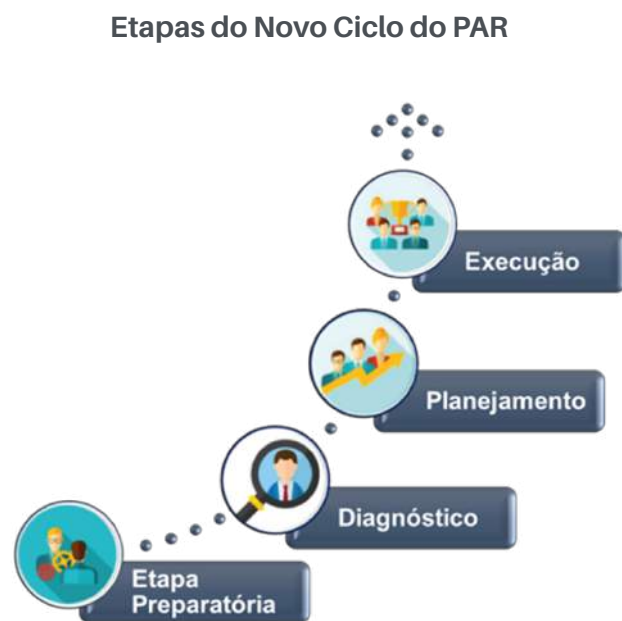 Etapas do Novo Ciclo do PAR
Execução
Planejamento
Diagnóstico
Etapa
Preparatória